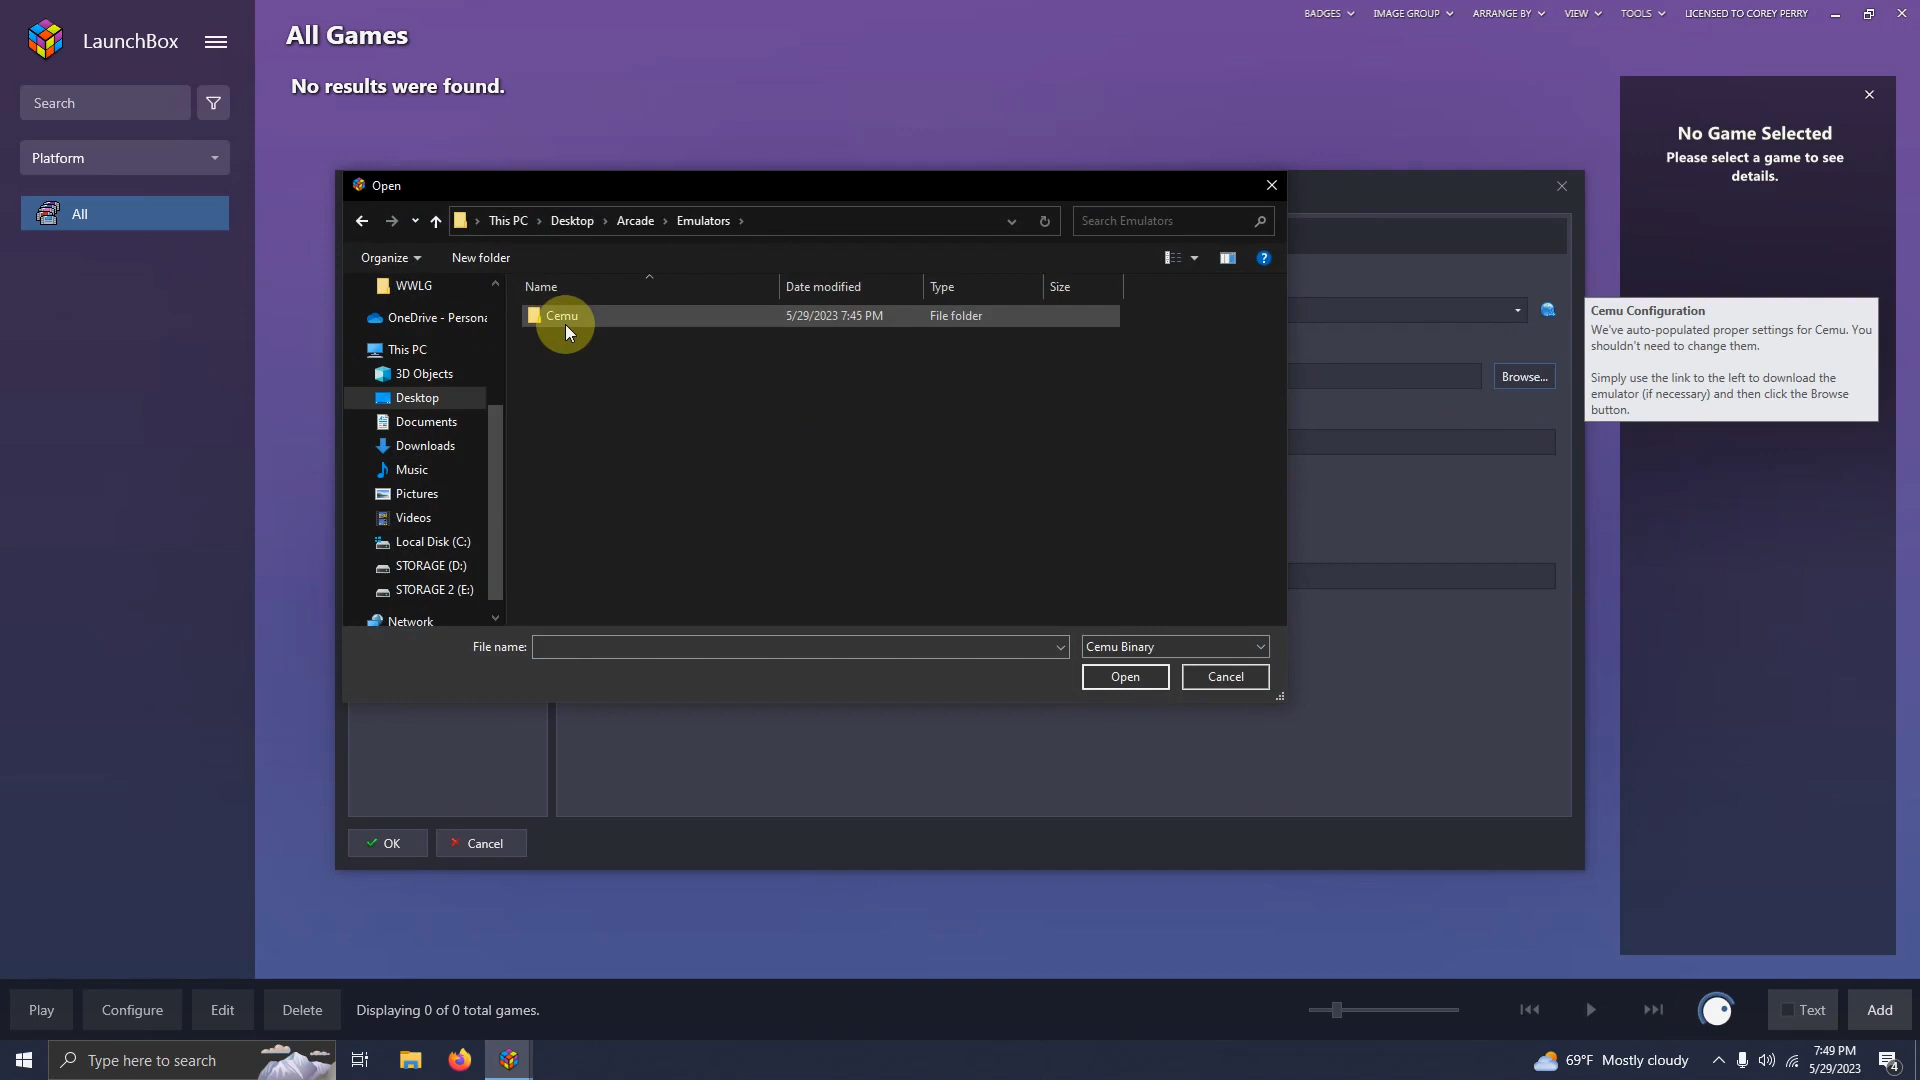 LaunchBox
All Games
BADGES
IMAGE GROUP
ARRANGE BY
VIEW
TOOLS
LICENSED TO COREY PERRY
No results were found.
Search
Platform
All
No Game Selected
Please select a game to see
details.
Open
This PC > Desktop > Arcade > Emulators >
Search Emulators
Organize
New folder
Name
Date modified
Type
Size
Cemu
5/29/2023 7:45 PM
File folder
WWLG
OneDrive - Persona
This PC
3D Objects
Desktop
Documents
Downloads
Music
Pictures
Videos
Local Disk (C:)
STORAGE (D:)
STORAGE 2 (E:)
Network
Browse...
Cemu Configuration
We've auto-populated proper settings for Cemu. You
shouldn't need to change them.
Simply use the link to the left to download the
emulator (if necessary) and then click the Browse
button.
File name:
Cemu Binary
Open
Cancel
OK
Cancel
Play
Configure
Edit
Delete
Displaying 0 of 0 total games.
Text
Add
Type here to search
69°F Mostly cloudy
7:49 PM
5/29/2023
4